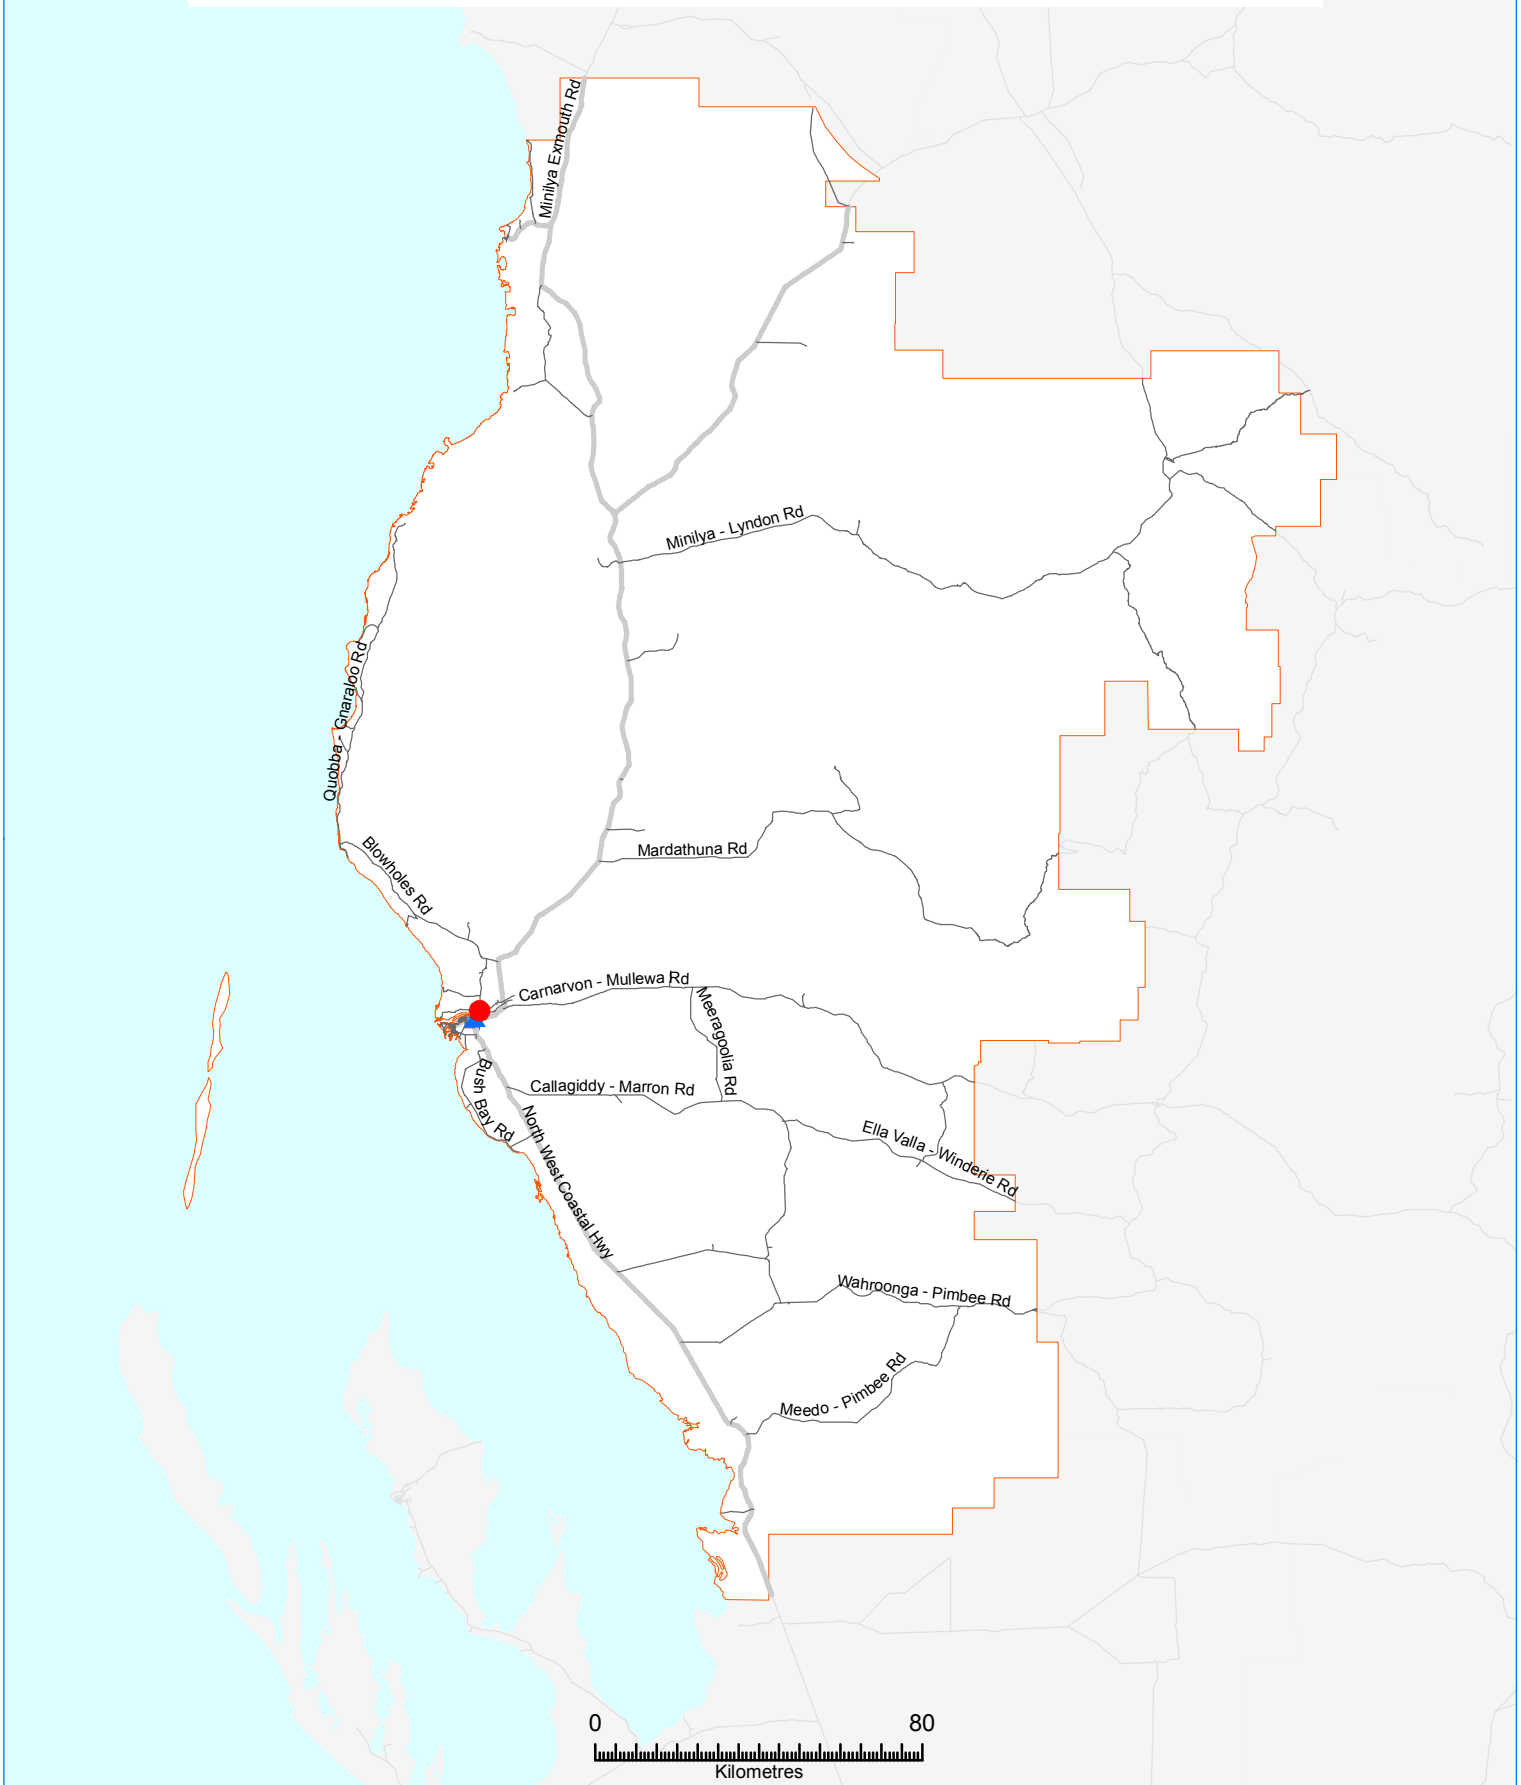 Minilya Exmouth Rd
Minilya - Lyndon Rd
Quobba - Gnaraloo Rd
Blowholes Rd
Mardathuna Rd
Carnarvon - Mullewa Rd
Meeragoolia Rd
Bush Bay Rd
Callagiddy - Marron Rd
North West Coastal Hwy
Ella Valla - Winderie Rd
Wahroonga - Pimbee Rd
Meedo - Pimbee Rd
0 80
Kilometres